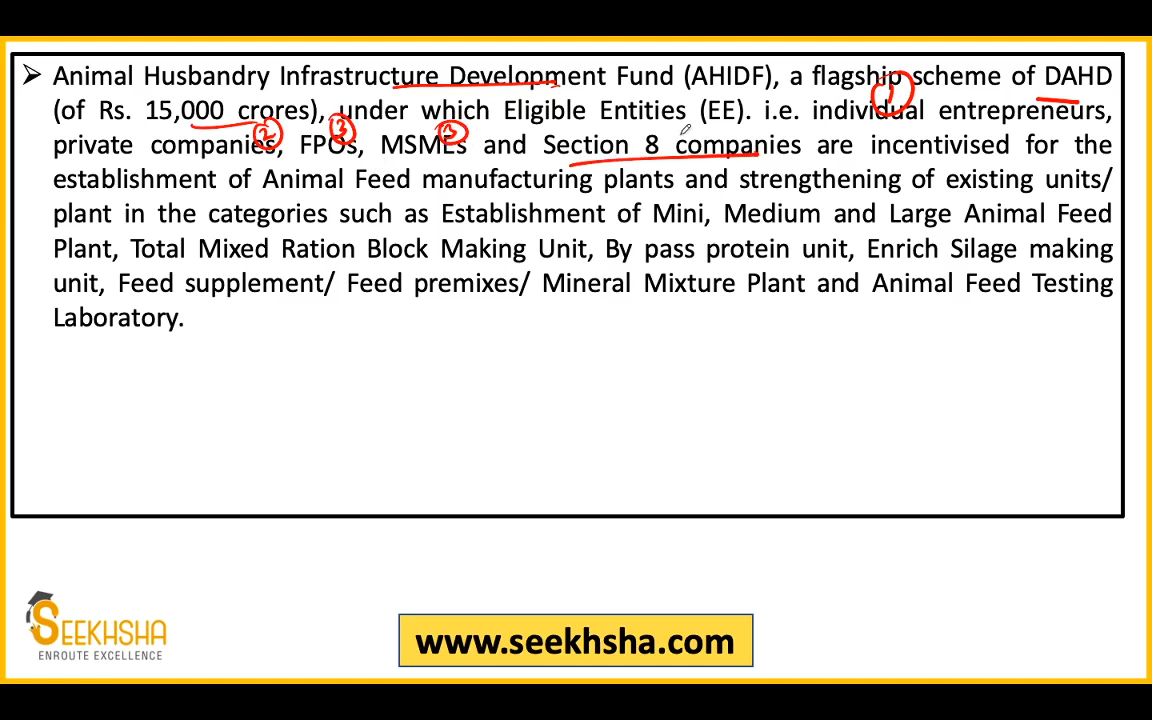 ➢ Animal Husbandry Infrastructure Development Fund (AHIDF), a flagship scheme of DAHD
(of Rs. 15,000 crores), under which Eligible Entities (EE). i.e. individual entrepreneurs,
private companies, FPOs, MSMEs and Section 8 companies are incentivised for the
establishment of Animal Feed manufacturing plants and strengthening of existing units/
plant in the categories such as Establishment of Mini, Medium and Large Animal Feed
Plant, Total Mixed Ration Block Making Unit, By pass protein unit, Enrich Silage making
unit, Feed supplement/ Feed premixes/ Mineral Mixture Plant and Animal Feed Testing
Laboratory.
1
2 3 3
SEEKHSHA
ENROUTE EXCELLENCE
www.seekhsha.com